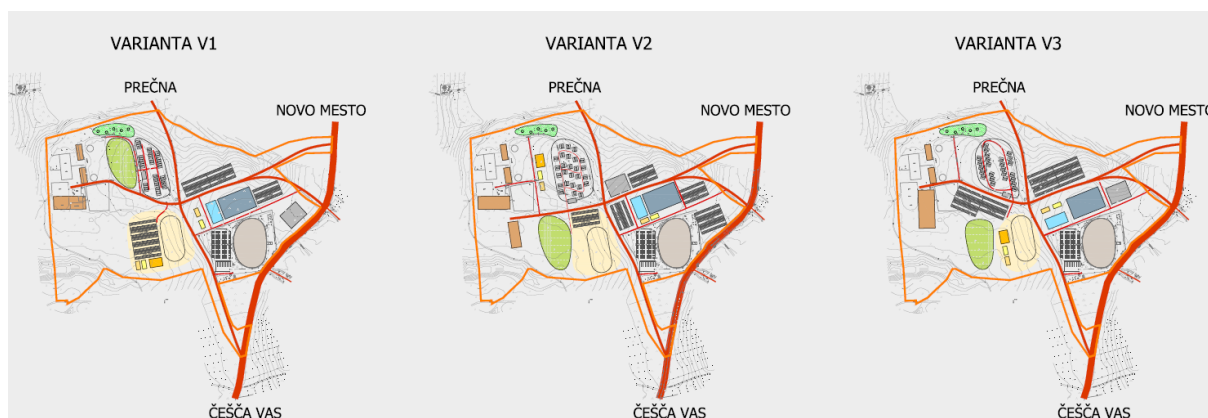 VARIANTA V1
VARIANTA V2
VARIANTA V3
PREČNA
NOVO MESTO
PREČNA
NOVO MESTO
PREČNA
NOVO MESTO
ČEŠČA VAS
ČEŠČA VAS
ČEŠČA VAS